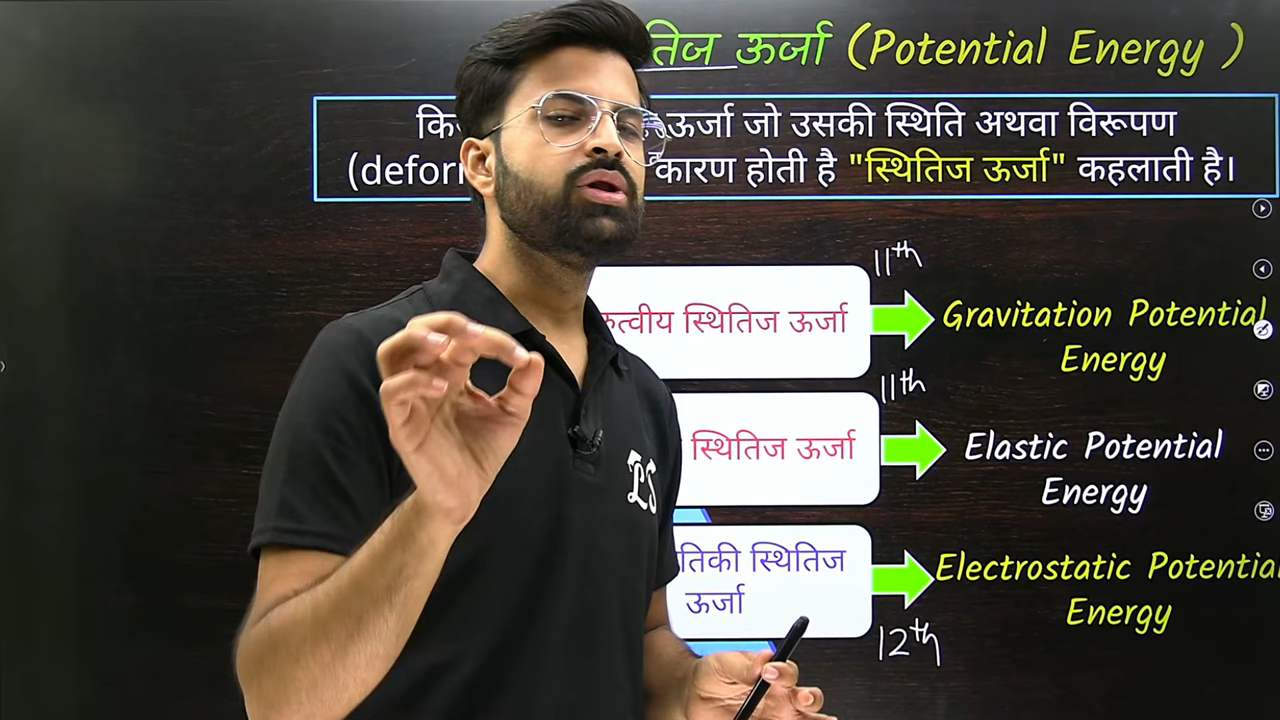 ऊर्जा (Potential Energy )
ऊर्जा जो उसकी स्थिति अथवा विरूपण
कारण होती है "स्थितिज ऊर्जा" कहलाती है।
11th
स्थितिज ऊर्जा
Gravitation Potential
Energy
11th
स्थितिज ऊर्जा
Elastic Potential
Energy
LS
स्थितिज
ऊर्जा
Electrostatic Potential
Energy
12th